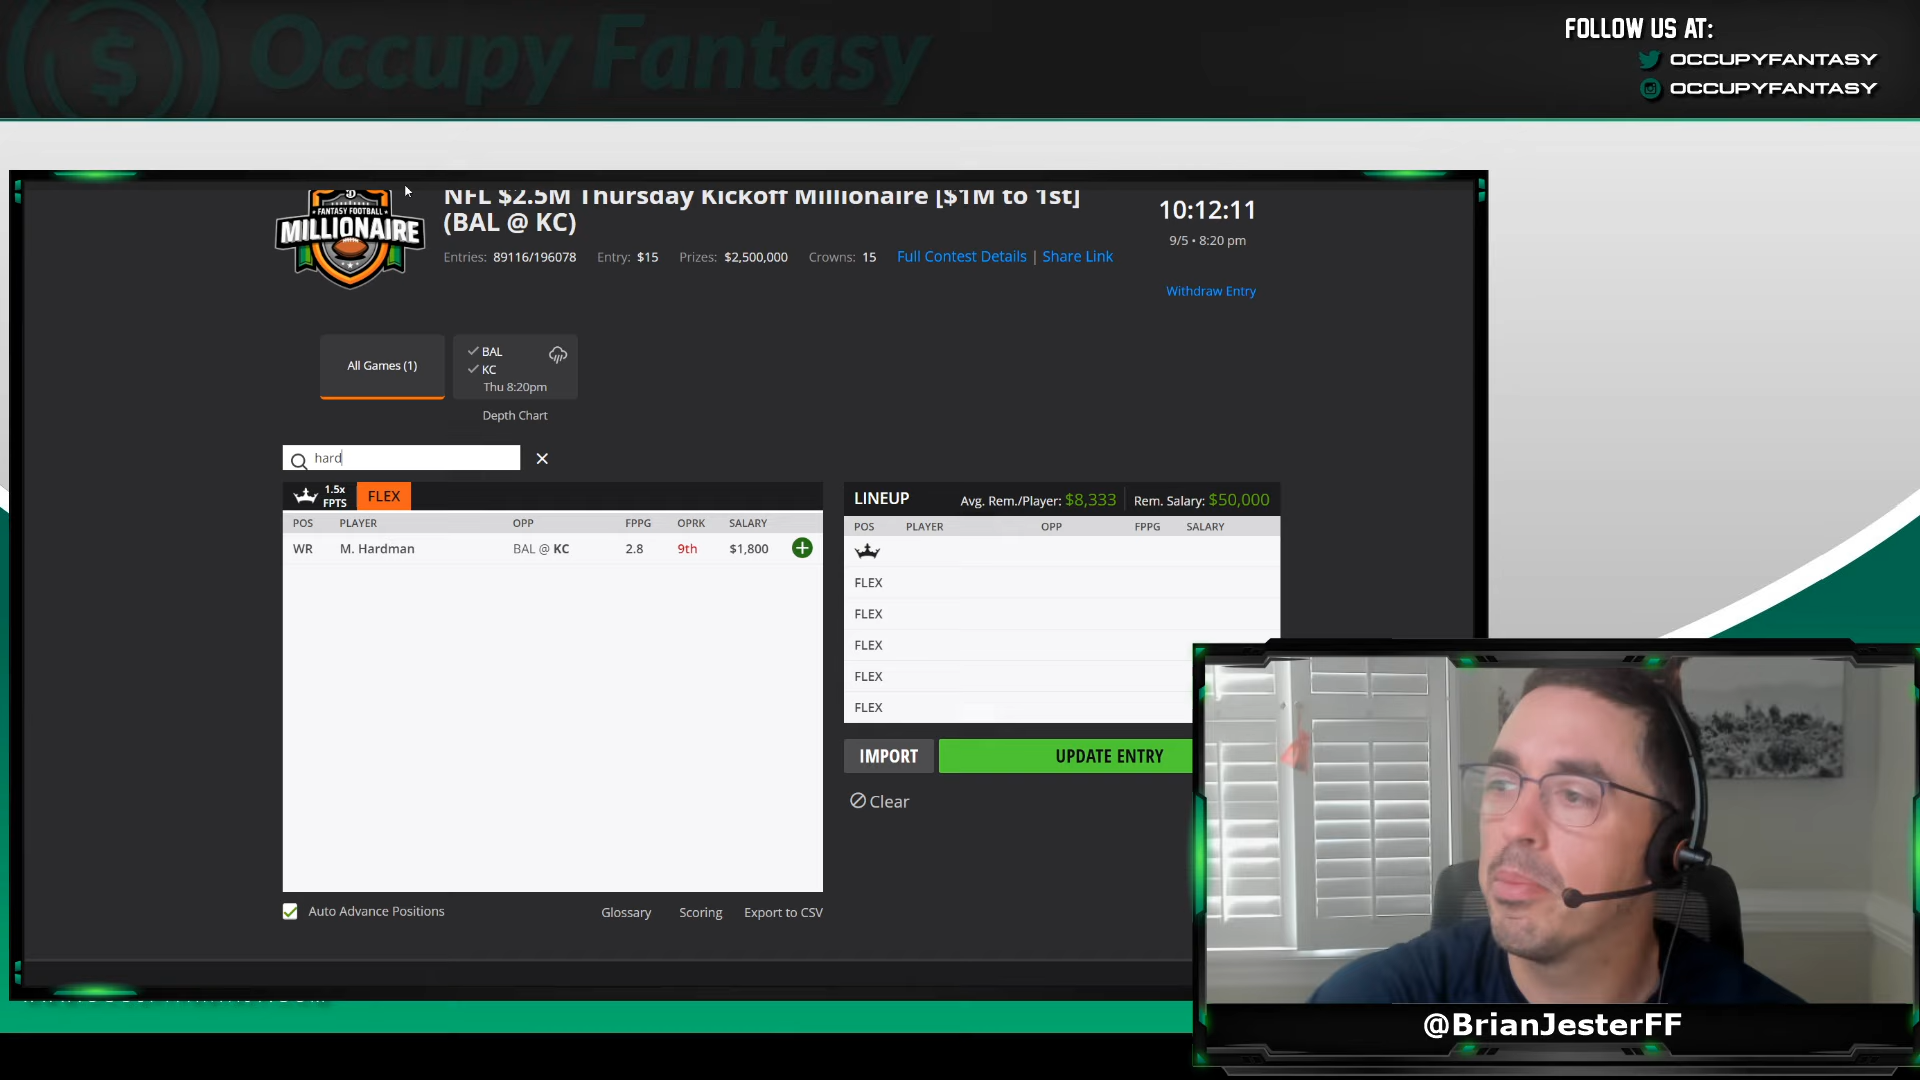 Occupy Fantasy
FOLLOW US AT:
OCCUPYFANTASY
OCCUPYFANTASY
FANTASY FOOTBALL
MILLIONAIRE
NFL $2.5M Thursday Kickoff Millionaire [$1M to 1st]
(BAL @ KC)
Entries: 89116/196078 Entry: $15 Prizes: $2,500,000 Crowns: 15 Full Contest Details | Share Link
10:12:11
9/5 • 8:20 pm
Withdraw Entry
All Games (1)
BAL
KC
Thu 8:20pm
Depth Chart
hard
1.5x
FPTS
FLEX
POS PLAYER OPP FPPG OPRK SALARY
WR M. Hardman BAL @ KC 2.8 9th $1,800
LINEUP Avg. Rem./Player: $8,333 Rem. Salary: $50,000
POS PLAYER OPP FPPG SALARY
FLEX
FLEX
FLEX
FLEX
FLEX
IMPORT UPDATE ENTRY
Clear
Auto Advance Positions
Glossary Scoring Export to CSV
@BrianJesterFF